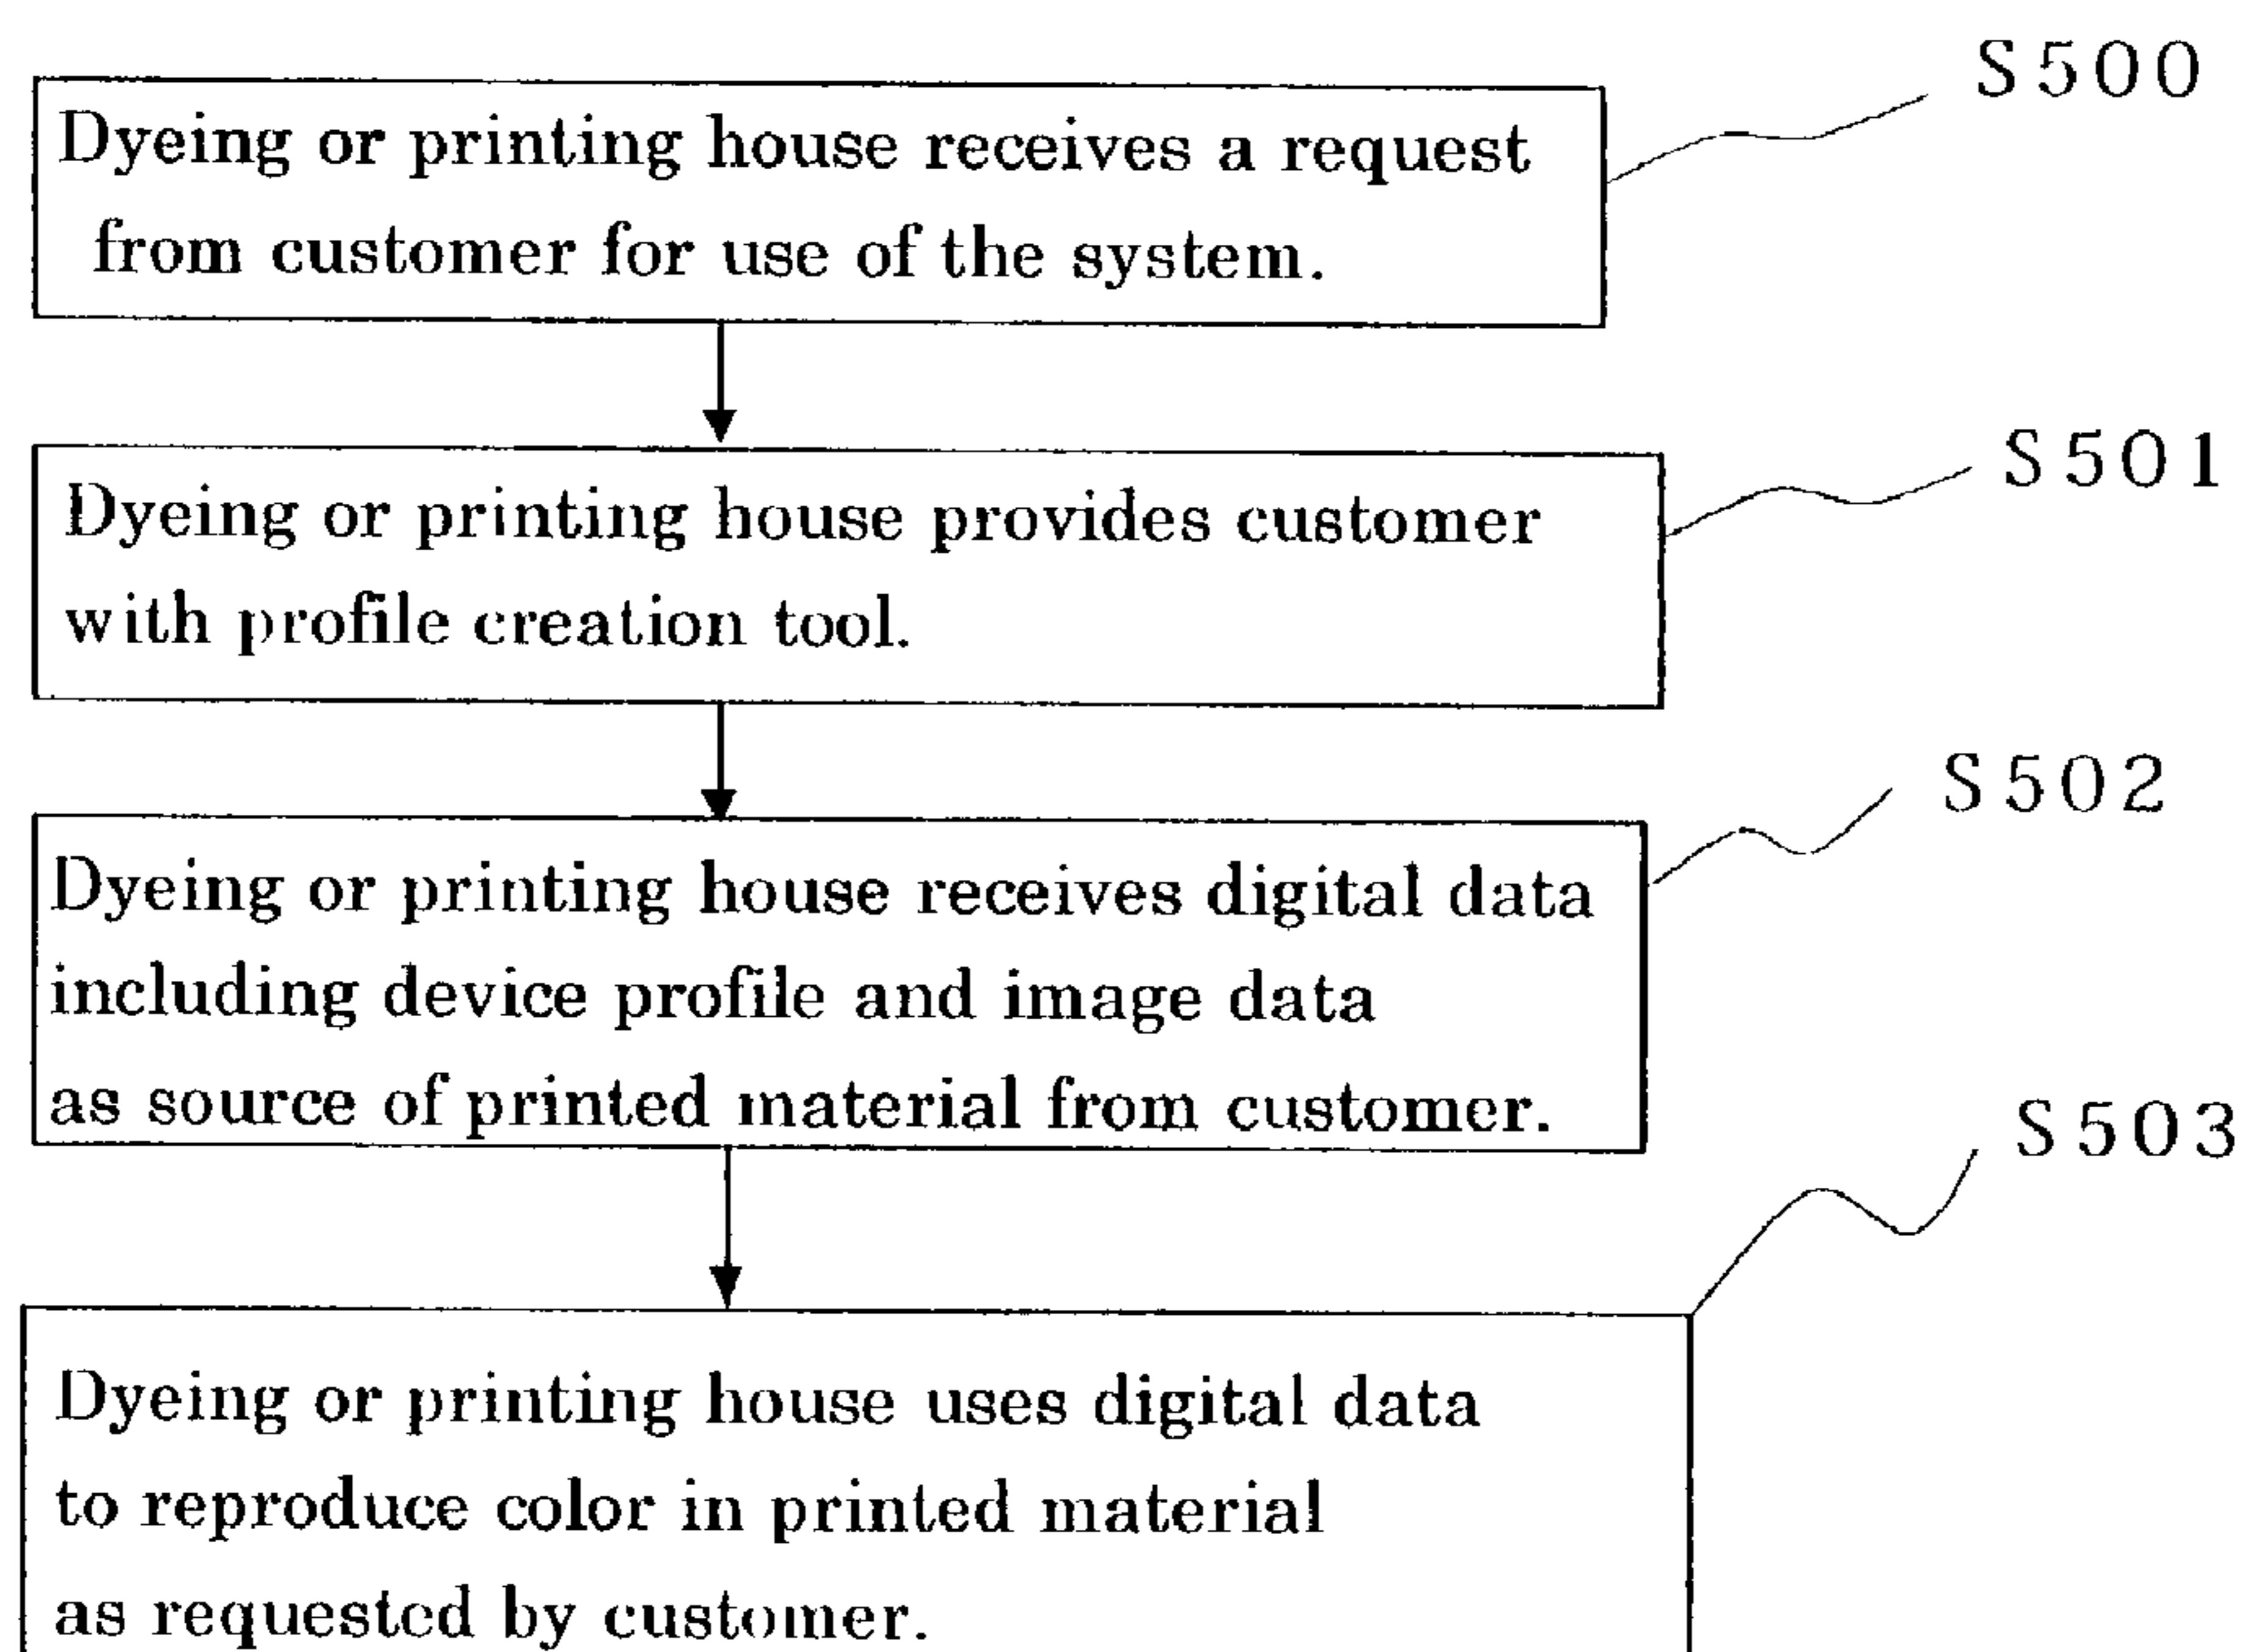 S500
Dyeing or printing house receives a request
from customer for use of the system.
S501
Dyeing or printing house provides customer
with profile creation tool.
S502
Dyeing or printing house receives digital data
including device profile and image data
as source of printed material from customer.
S503
Dyeing or printing house uses digital data
to reproduce color in printed material
as requested by customer.